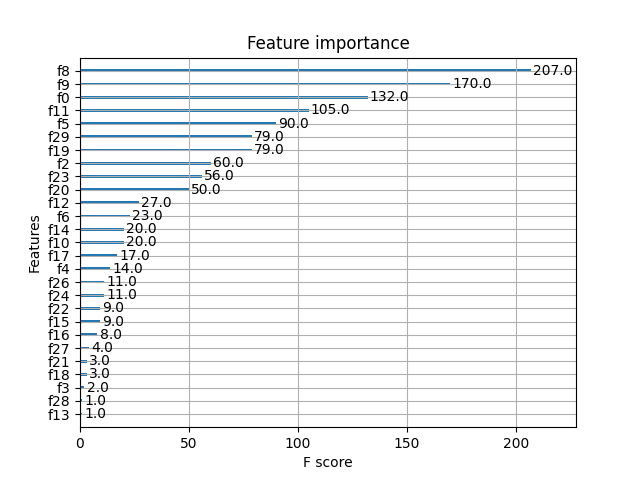 Feature importance
f8 207.0
f9 170.0
f0 132.0
f11 105.0
f5 90.0
f29 79.0
f19 79.0
f2 60.0
f23 56.0
f20 50.0
f12 27.0
f6 23.0
f14 20.0
f10 20.0
f17 17.0
f4 14.0
f26 11.0
f24 11.0
f22 9.0
f15 9.0
f16 8.0
f27 4.0
f21 3.0
f18 3.0
f3 2.0
f28 1.0
f13 1.0
Features
0 50 100 150 200
F score